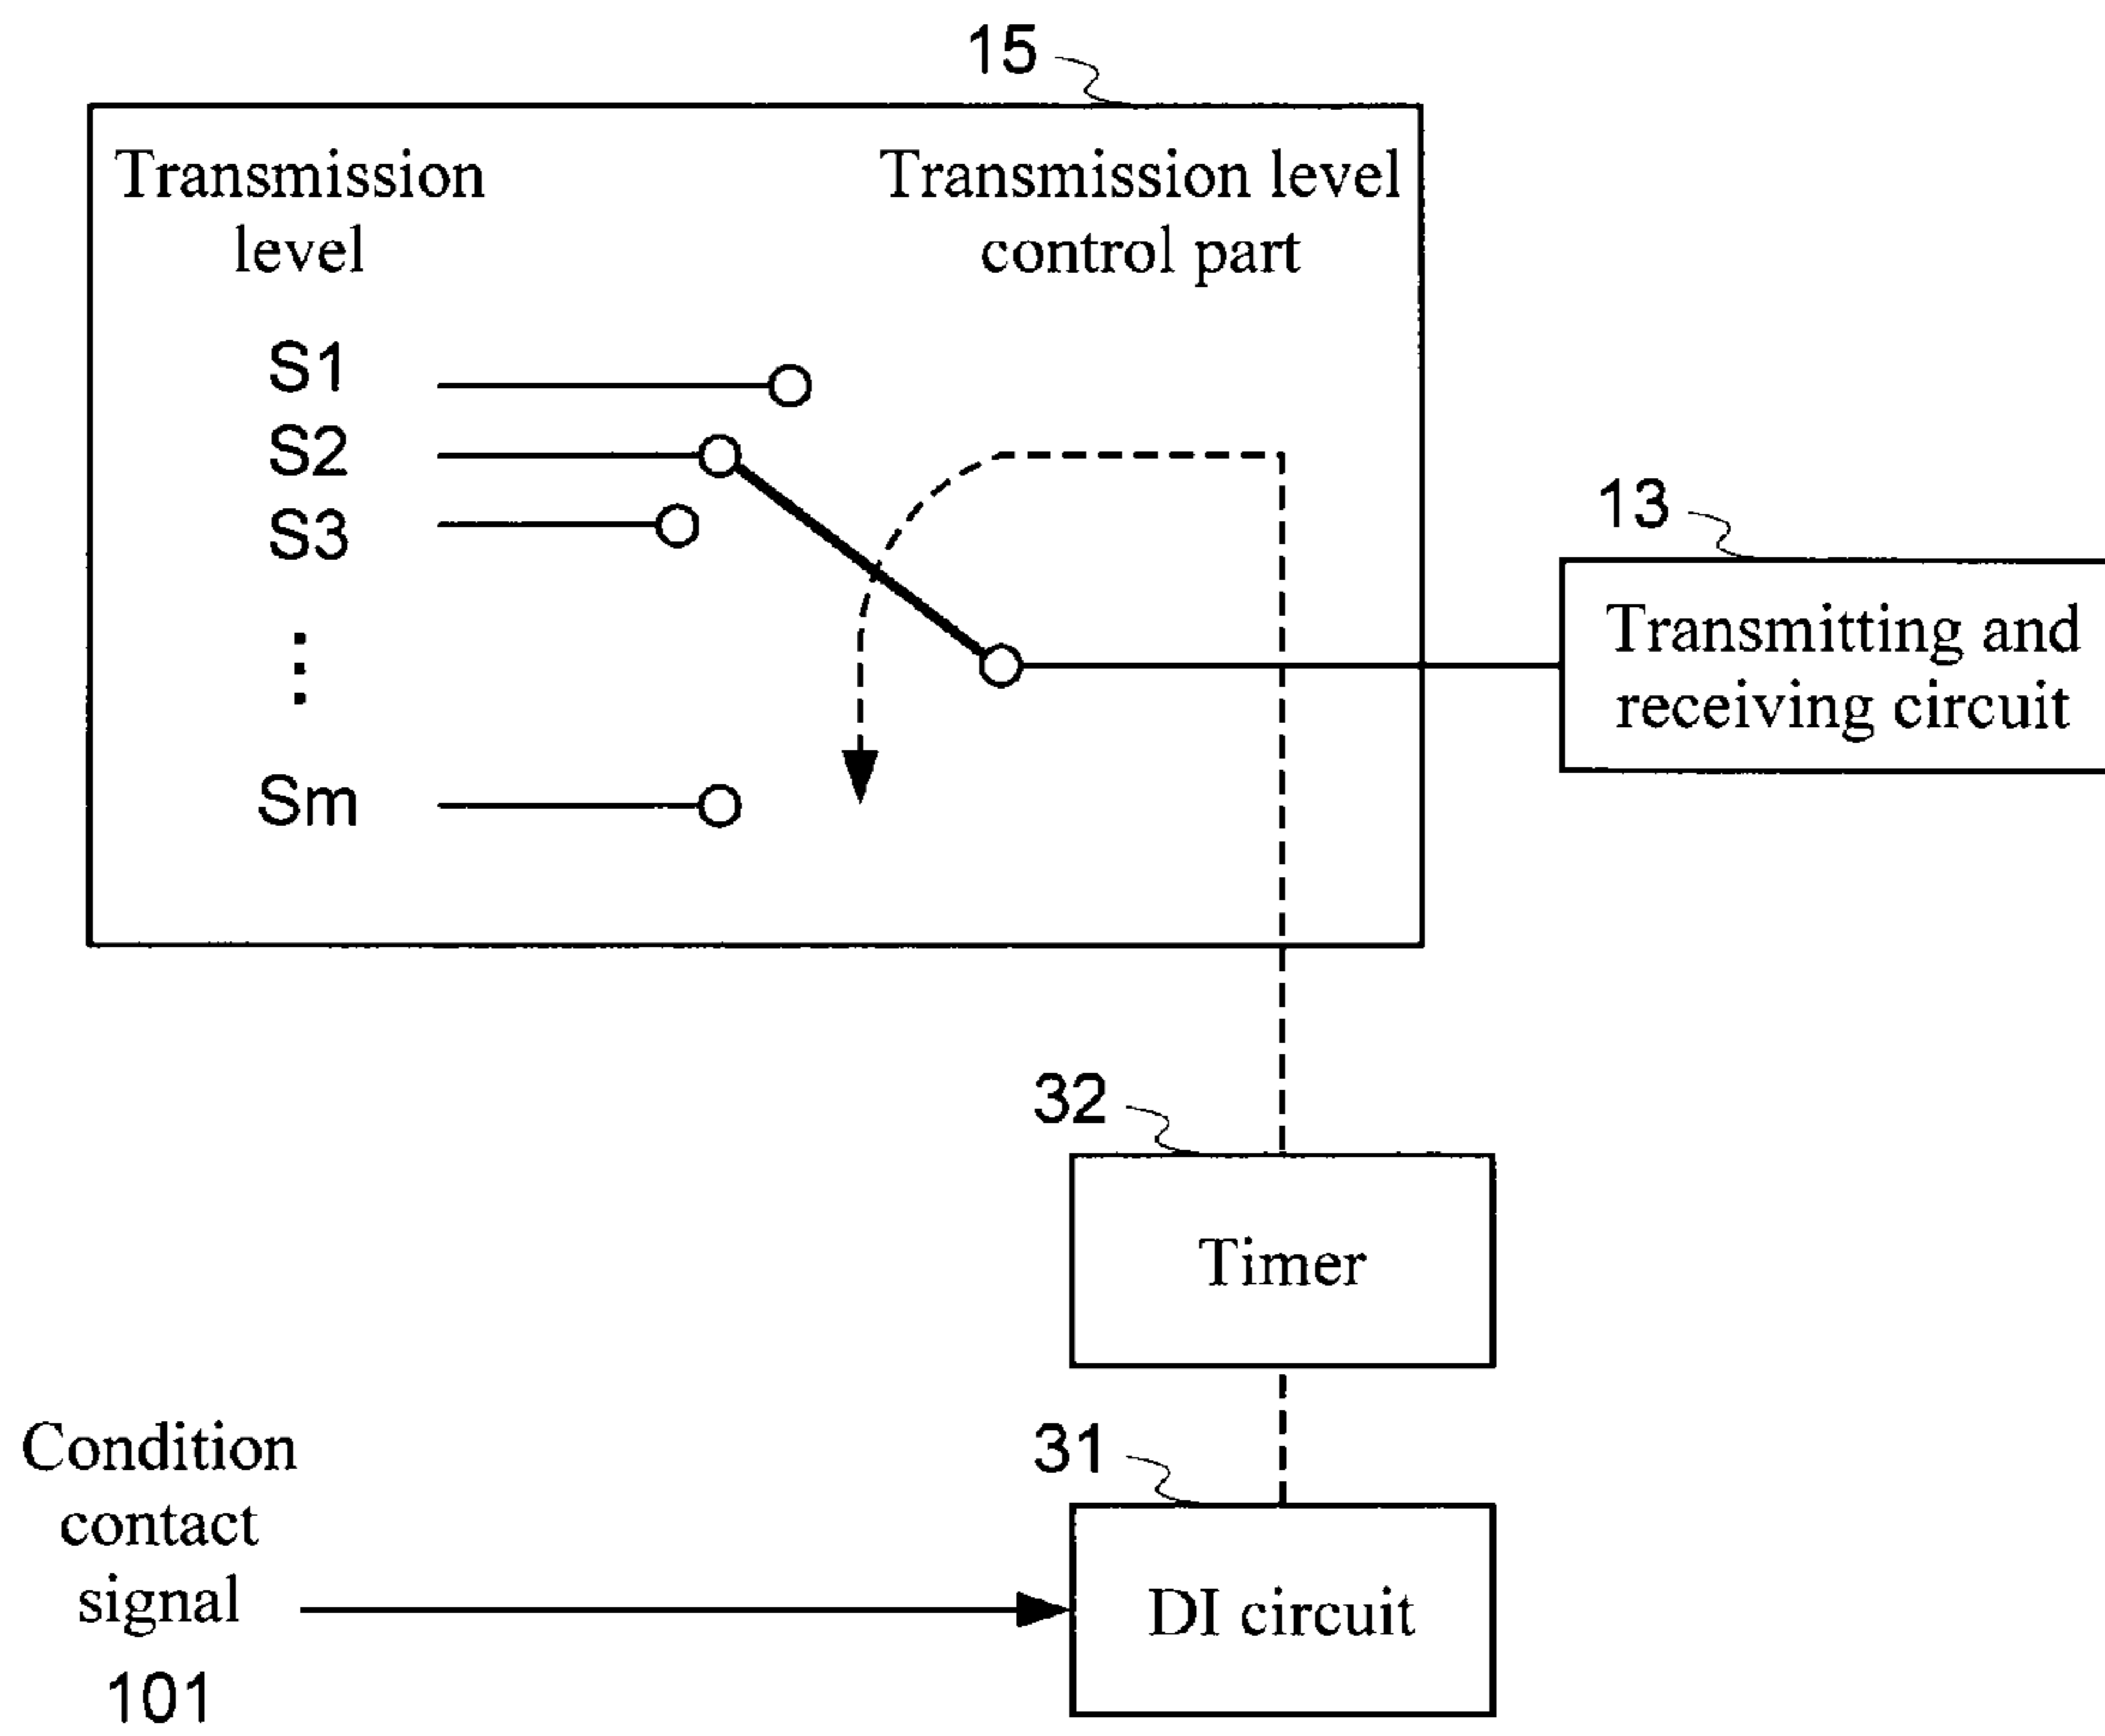 15
Transmission
level
Transmission level
control part
S1
S2
S3
Sm
13
Transmitting and
receiving circuit
32
Timer
31
DI circuit
Condition
contact
signal
101